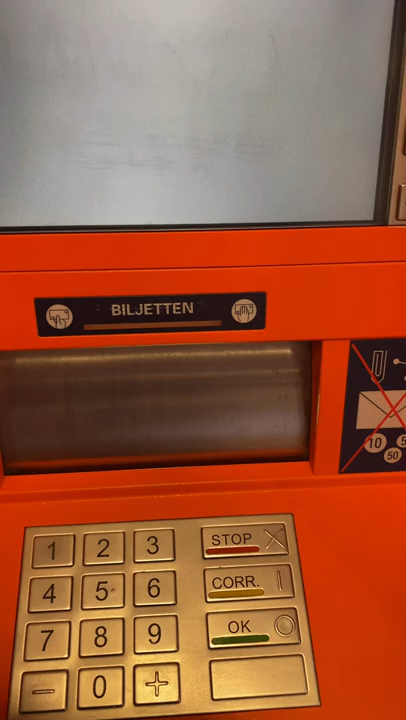 BILJETTEN
10
50
1 2 3 STOP
4 5 6 CORR.
7 8 9 OK
— 0 +